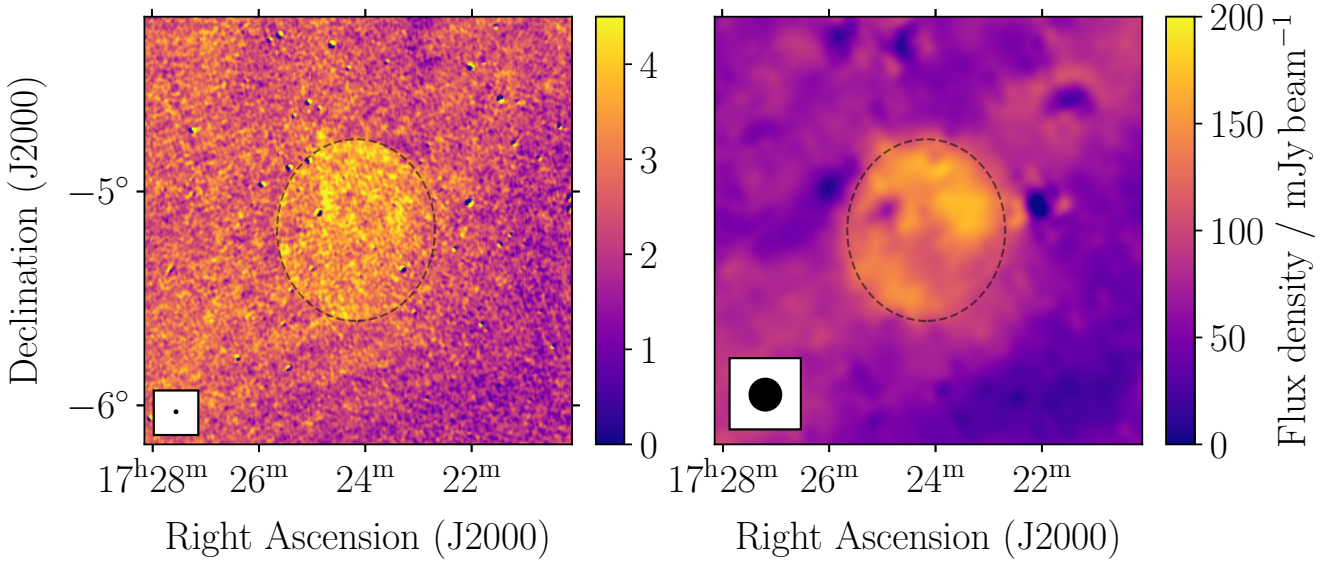 Declination (J2000)
−5°
−6°
17ʰ28ᵐ 26ᵐ 24ᵐ 22ᵐ
Right Ascension (J2000)
4
3
2
1
0
17ʰ28ᵐ 26ᵐ 24ᵐ 22ᵐ
Right Ascension (J2000)
200
150
100
50
0
Flux density / mJy beam⁻¹